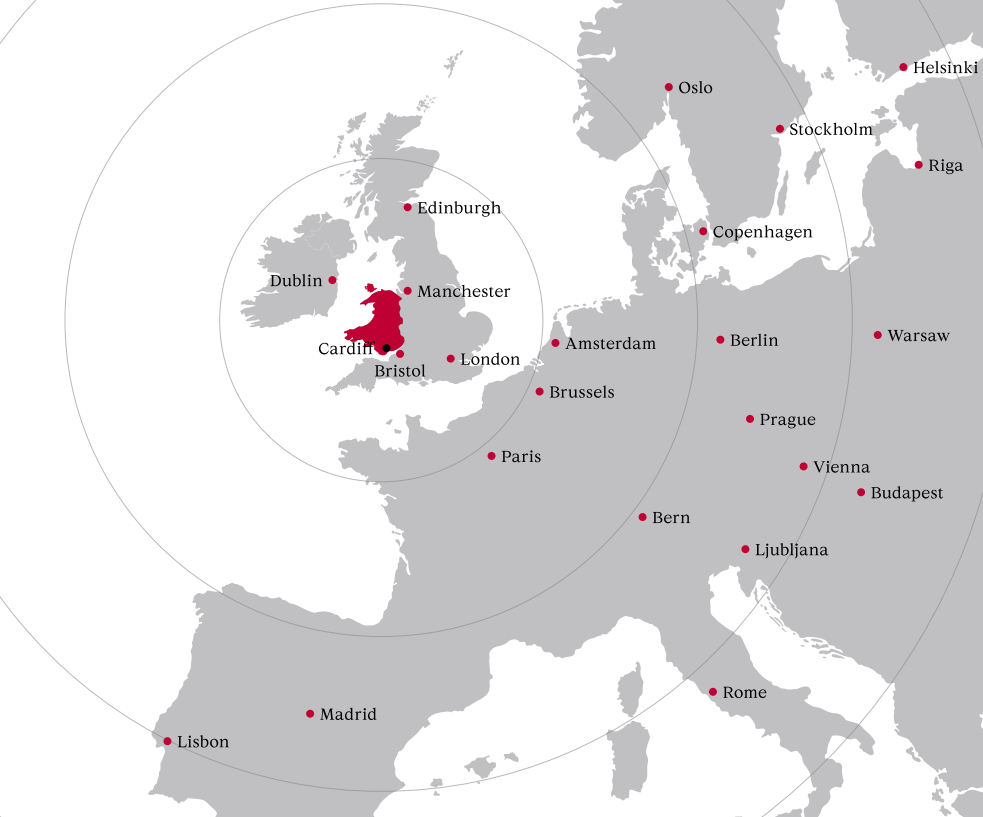 Helsinki
Oslo
Stockholm
Riga
Edinburgh
Copenhagen
Dublin
Manchester
Warsaw
Berlin
Amsterdam
Cardiff
London
Bristol
Brussels
Prague
Paris
Vienna
Budapest
Bern
Ljubljana
Rome
Madrid
Lisbon